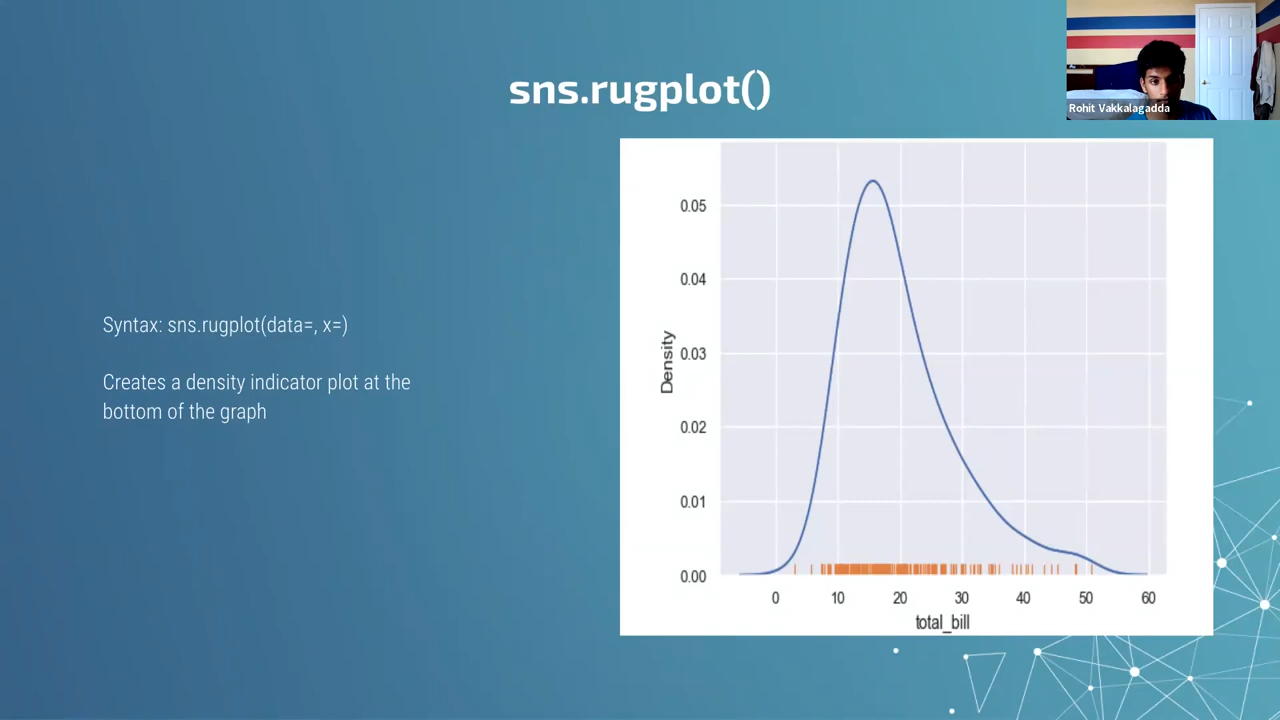 sns.rugplot()
Rohit Vakkalagadda
Syntax: sns.rugplot(data=, x=)
Creates a density indicator plot at the
bottom of the graph
Density
0.05
0.04
0.03
0.02
0.01
0.00
0 10 20 30 40 50 60
total_bill